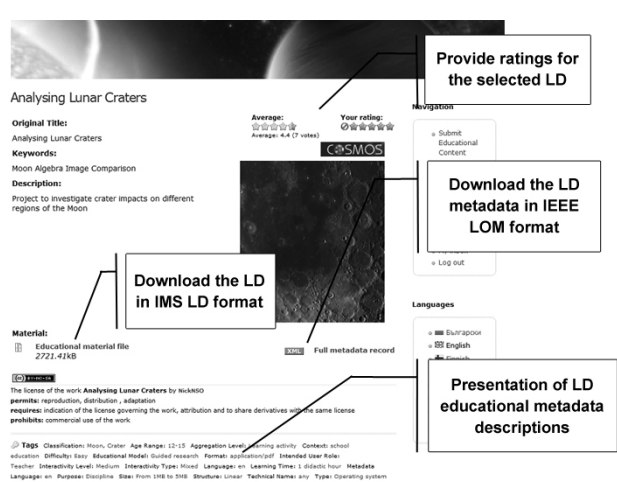 Provide ratings for
the selected LD
Analysing Lunar Craters
Navigation
Original Title:
Average:
Your rating:
Analysing Lunar Craters
Average: 4.4 (7 votes)
Submit
Educational
Content
Keywords:
COSMOS
Moon Algebra Image Comparison
Description:
Project to investigate crater impacts on different
regions of the Moon
Download the LD
metadata in IEEE
LOM format
Log out
Download the LD
in IMS LD format
Languages
Material:
Educational material file
2721.41kB
XML Full metadata record
Български
English
The license of the work Analysing Lunar Craters by NickNSO
permits: reproduction, distribution , adaptation
requires: indication of the license governing the work, attribution and to share derivatives with the same license
prohibits: commercial use of the work
Presentation of LD
educational metadata
descriptions
Tags Classification: Moon, Crater Age Range: 12-15 Aggregation Level: Learning activity Context: school
education Difficulty: Easy Educational Model: Guided research Format: application/pdf Intended User Role:
Teacher Interactivity Level: Medium Interactivity Type: Mixed Language: en Learning Time: 1 didactic hour Metadata
Language: en Purpose: Discipline Size: From 1MB to 5MB Structure: Linear Technical Name: any Type: Operating system